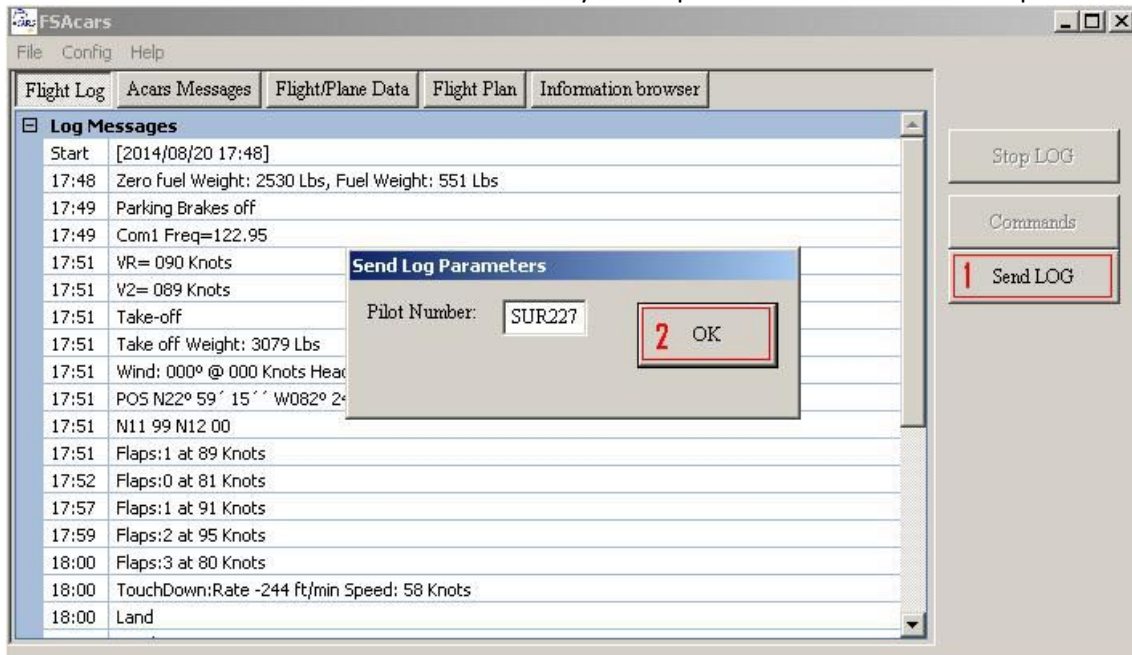 FSAcars
File Config Help
Flight Log Acars Messages Flight/Plane Data Flight Plan Information browser
Log Messages
Start [2014/08/20 17:48]
17:48 Zero fuel Weight: 2530 Lbs, Fuel Weight: 551 Lbs
17:49 Parking Brakes off
17:49 Com1 Freq=122.95
17:51 VR= 090 Knots
17:51 V2= 089 Knots
17:51 Take-off
17:51 Take off Weight: 3079 Lbs
17:51 Wind: 000º @ 000 Knots Head
17:51 POS N22º 59´ 15´´ W082º 24
17:51 N11 99 N12 00
17:51 Flaps:1 at 89 Knots
17:52 Flaps:0 at 81 Knots
17:57 Flaps:1 at 91 Knots
17:59 Flaps:2 at 95 Knots
18:00 Flaps:3 at 80 Knots
18:00 TouchDown:Rate -244 ft/min Speed: 58 Knots
18:00 Land
Send Log Parameters
Pilot Number: SUR227
2 OK
Stop LOG
Commands
1 Send LOG